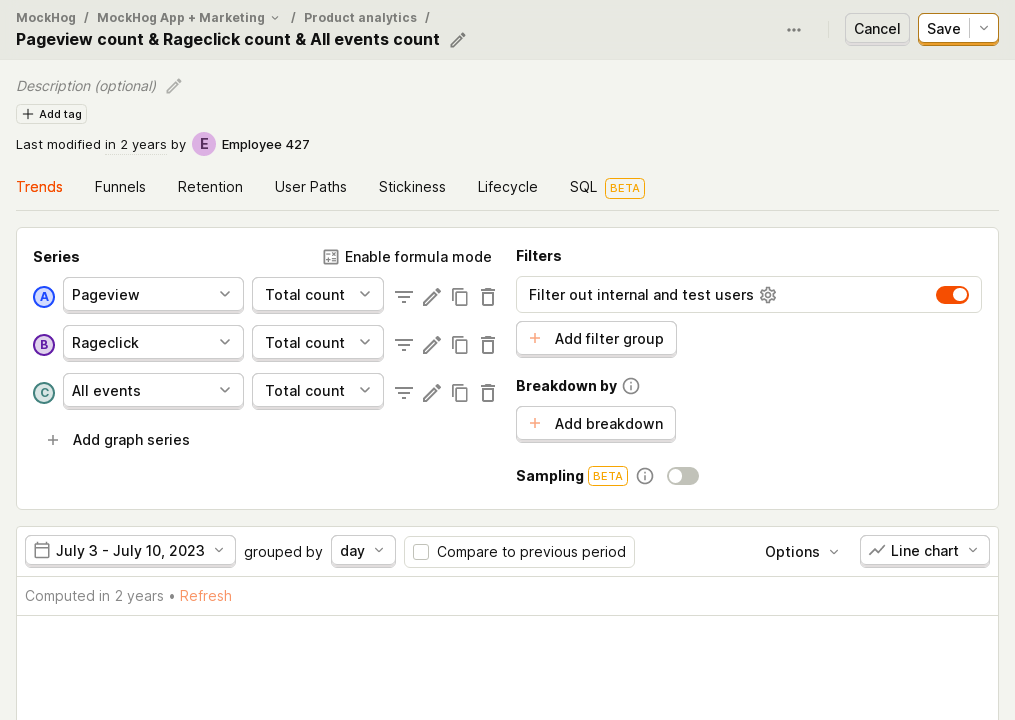 MockHog / MockHog App + Marketing / Product analytics /
Pageview count & Rageclick count & All events count
Cancel
Save
Description (optional)
Add tag
Last modified in 2 years by E Employee 427
Trends Funnels Retention User Paths Stickiness Lifecycle SQL BETA
Series
Enable formula mode
A Pageview Total count
B Rageclick Total count
C All events Total count
Add graph series
Filters
Filter out internal and test users
Add filter group
Breakdown by
Add breakdown
Sampling BETA
July 3 - July 10, 2023 grouped by day Compare to previous period Options Line chart
Computed in 2 years • Refresh